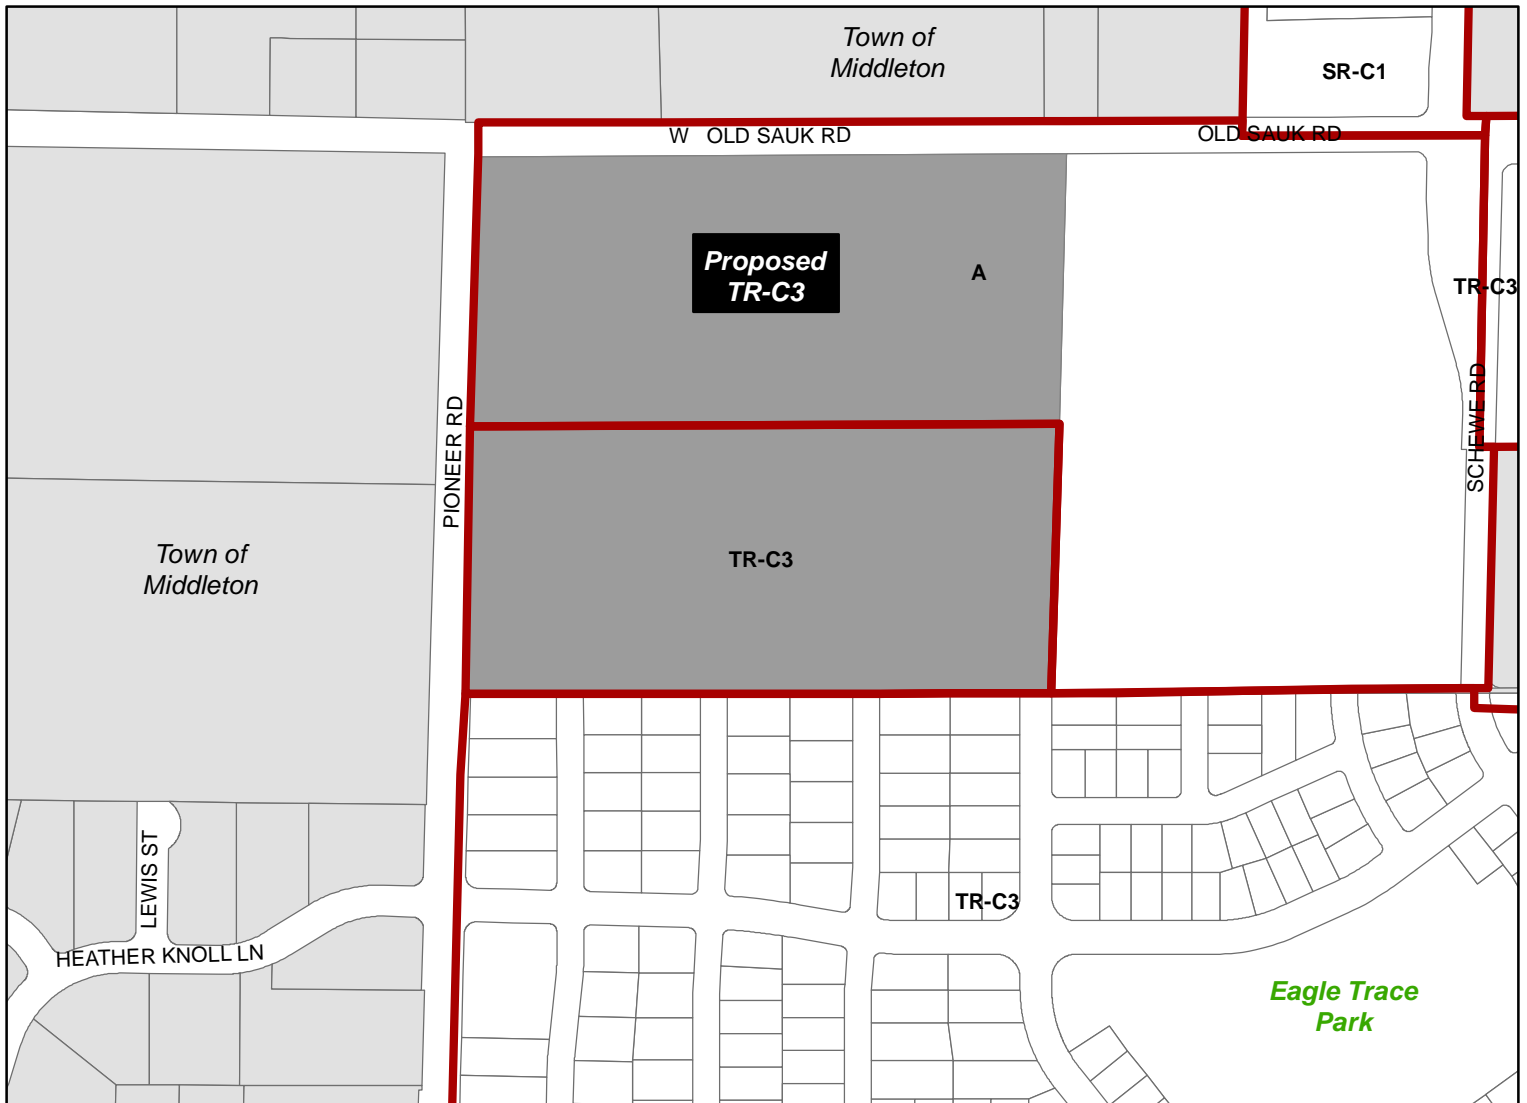 Town of
Middleton
SR-C1
W OLD SAUK RD
OLD SAUK RD
Proposed
TR-C3
A
TR-C3
PIONEER RD
SCHEWE RD
Town of
Middleton
TR-C3
LEWIS ST
TR-C3
HEATHER KNOLL LN
Eagle Trace
Park